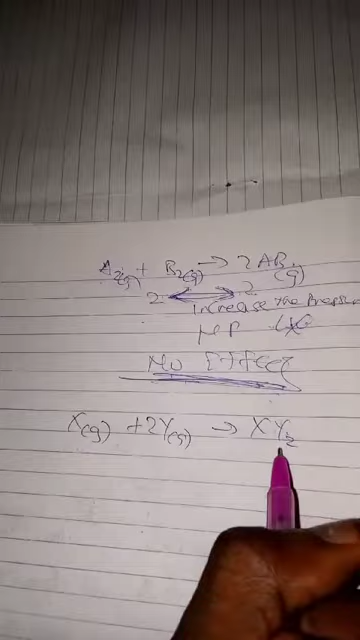 A₂(g) + B₂(g) → 2AB(g)
2 ↔ 2
increase the Pressure
No Effect
X(g) + 2Y(g) → XY₂